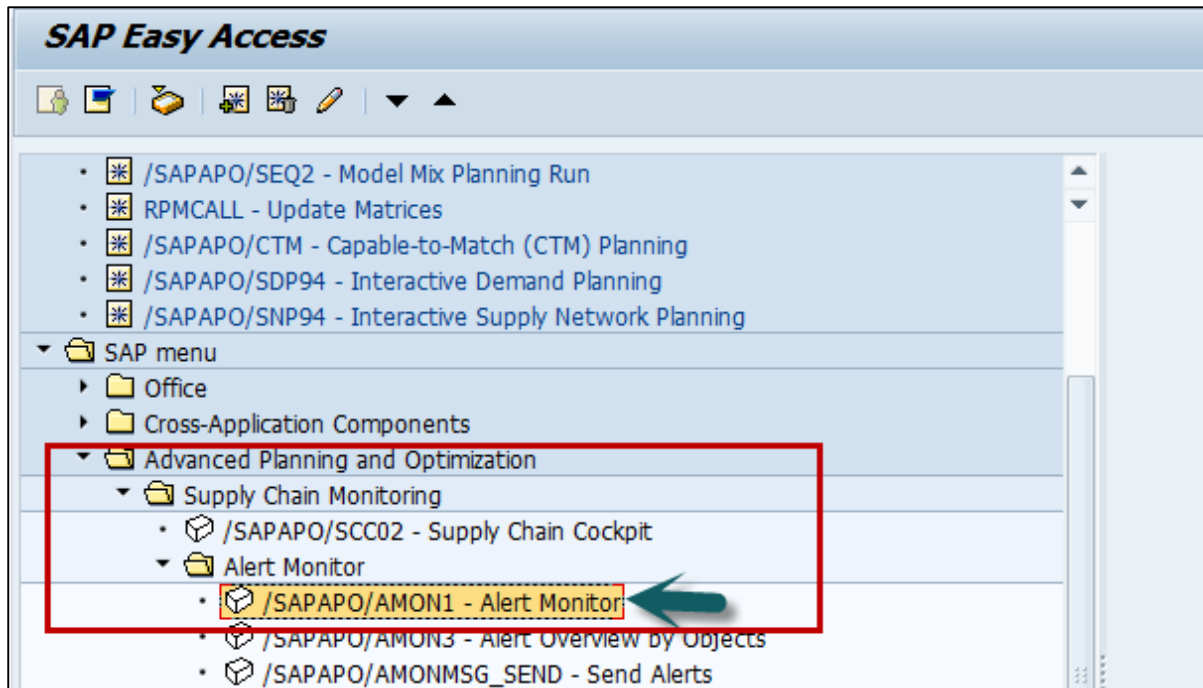 SAP Easy Access
/SAPAPO/SEQ2 - Model Mix Planning Run
RPMCALL - Update Matrices
/SAPAPO/CTM - Capable-to-Match (CTM) Planning
/SAPAPO/SDP94 - Interactive Demand Planning
/SAPAPO/SNP94 - Interactive Supply Network Planning
SAP menu
Office
Cross-Application Components
Advanced Planning and Optimization
Supply Chain Monitoring
/SAPAPO/SCC02 - Supply Chain Cockpit
Alert Monitor
/SAPAPO/AMON1 - Alert Monitor
/SAPAPO/AMON3 - Alert Overview by Objects
/SAPAPO/AMONMSG_SEND - Send Alerts